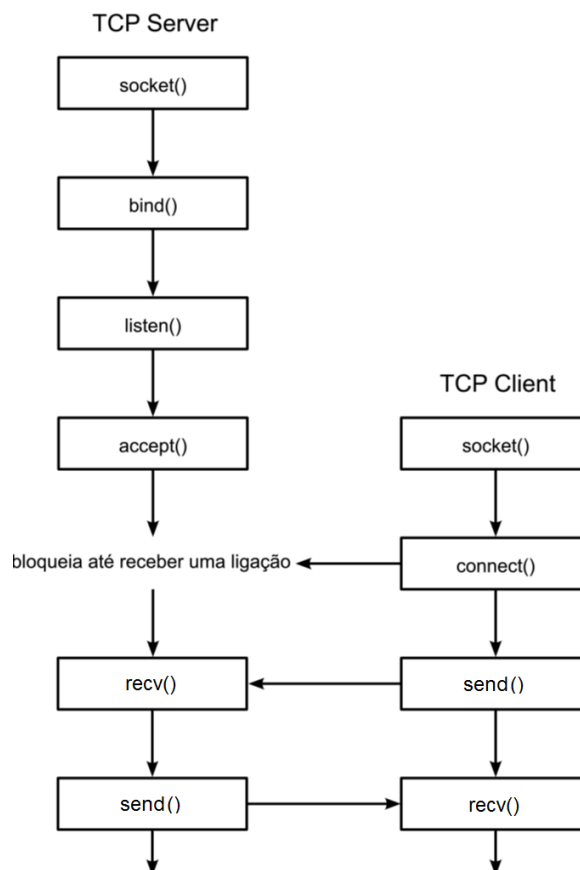 TCP Server
socket()
bind()
listen()
accept()
bloqueia até receber uma ligação
recv()
send()
TCP Client
socket()
connect()
send()
recv()